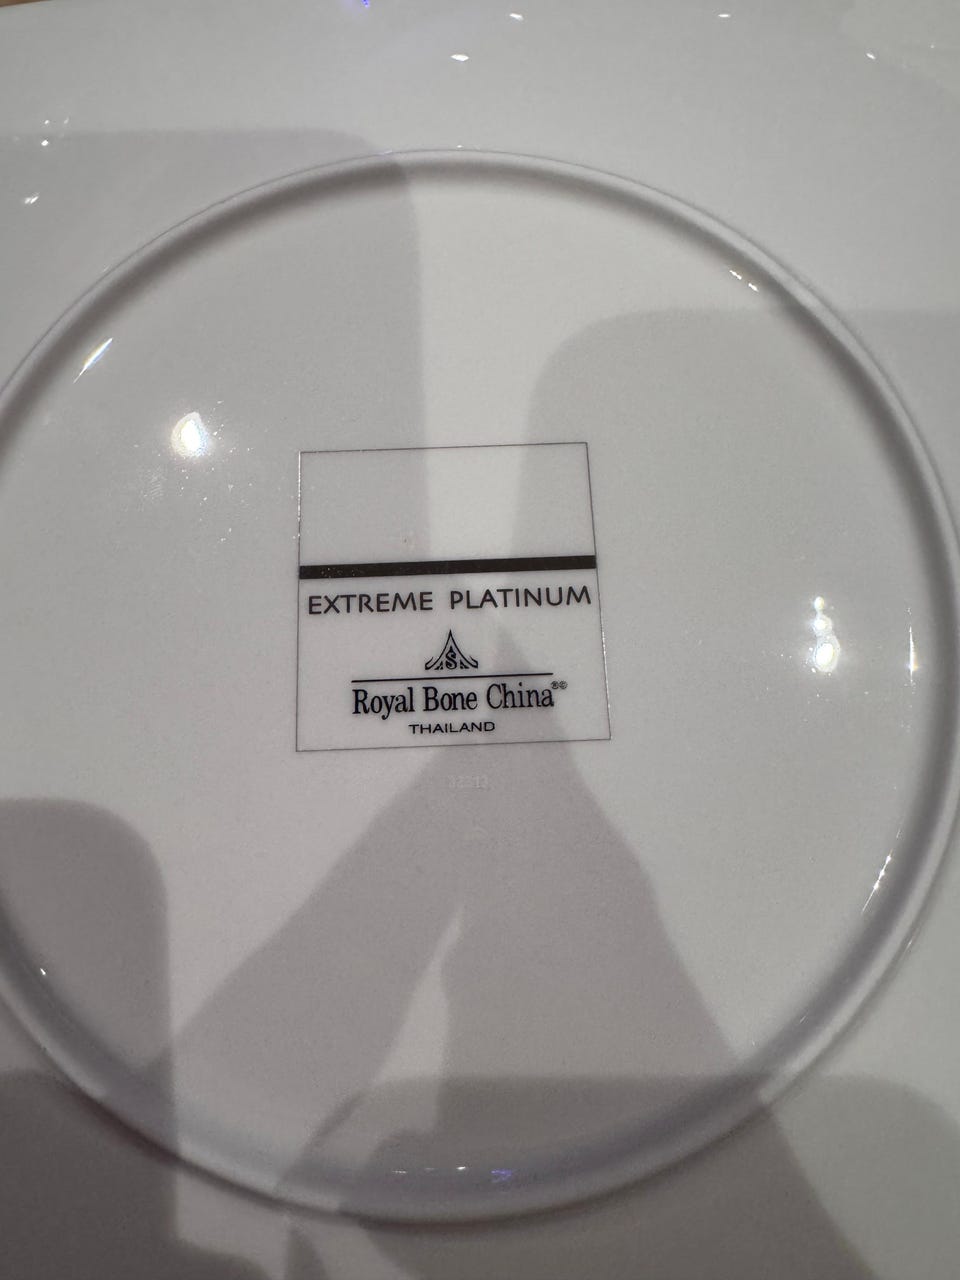 EXTREME PLATINUM
Royal Bone China®©
THAILAND